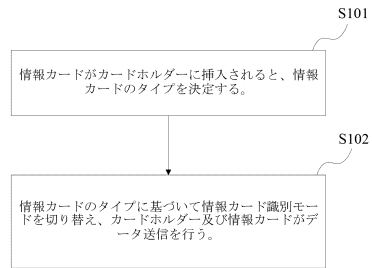 S101
情報カードがカードホルダーに挿入されると、情報
カードのタイプを決定する。
S102
情報カードのタイプに基づいて情報カード識別モー
ドを切り替え、カードホルダー及び情報カードがデ
ータ送信を行う。